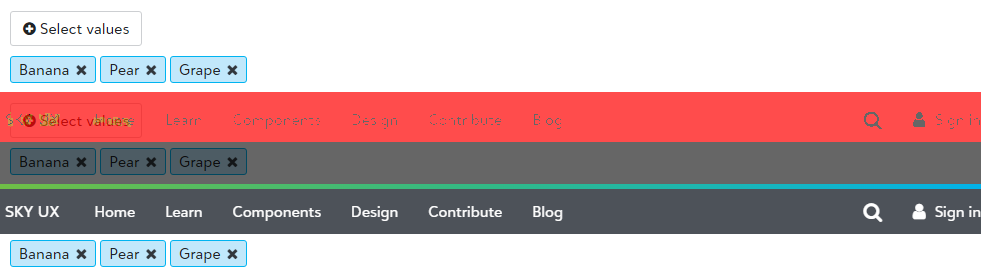 Select values
Banana Pear Grape
SKY UX Select values Home Learn Components Design Contribute Blog Sign in
Banana Pear Grape
SKY UX Home Learn Components Design Contribute Blog Sign in
Banana Pear Grape